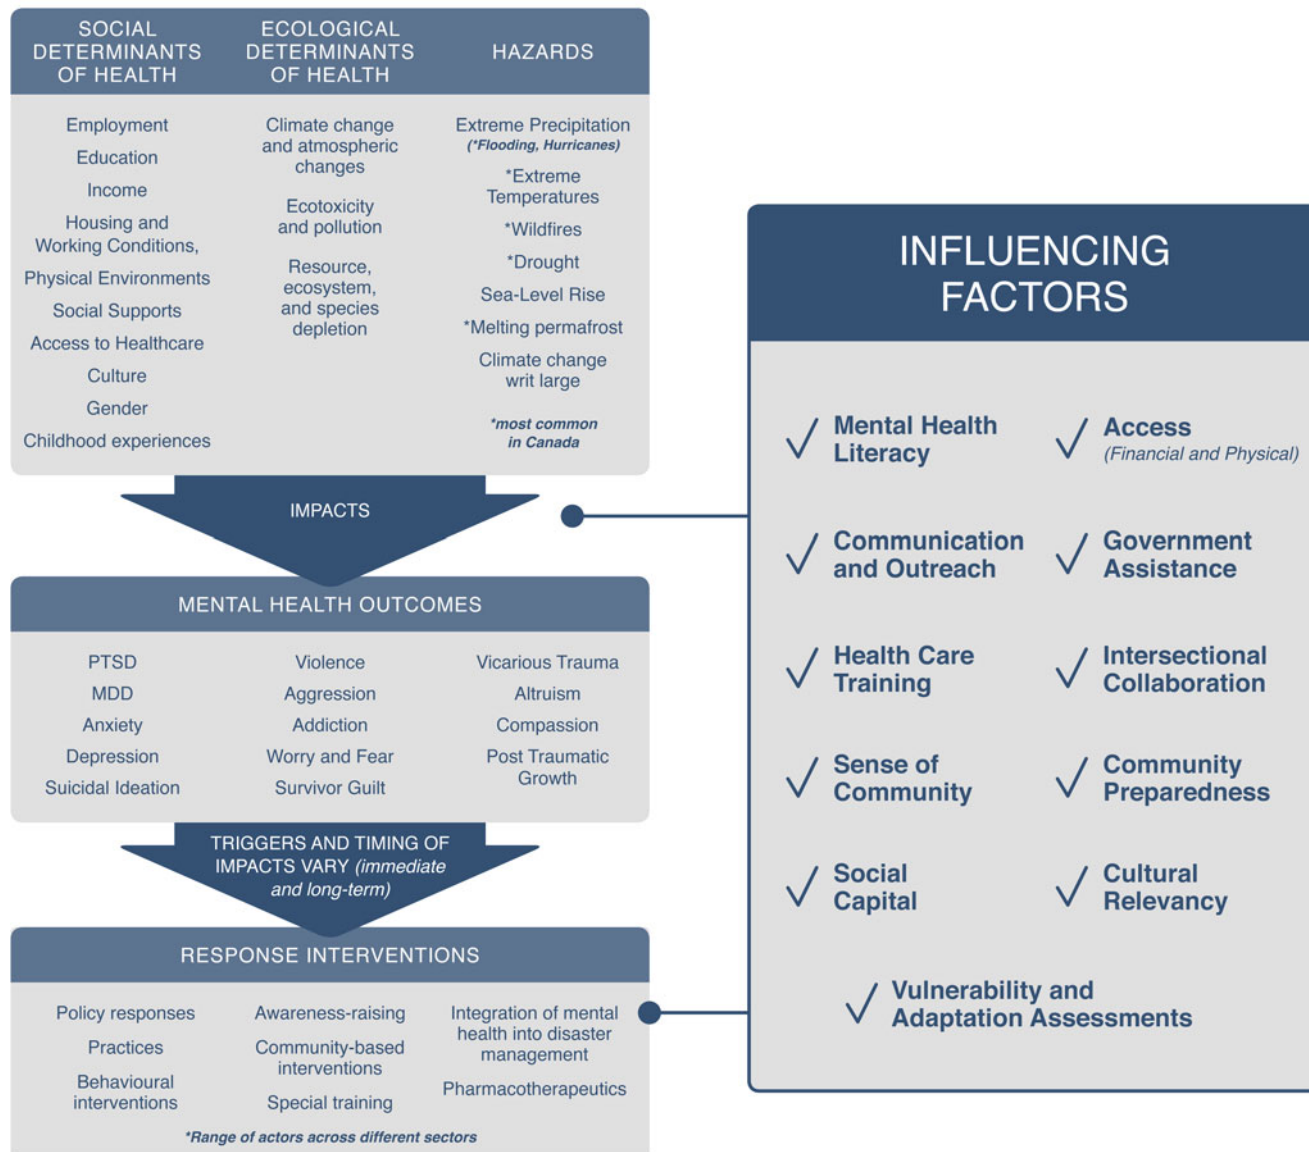 SOCIAL
DETERMINANTS
OF HEALTH
Employment
Education
Income
Housing and
Working Conditions,
Physical Environments
Social Supports
Access to Healthcare
Culture
Gender
Childhood experiences
ECOLOGICAL
DETERMINANTS
OF HEALTH
Climate change
and atmospheric
changes
Ecotoxicity
and pollution
Resource,
ecosystem,
and species
depletion
HAZARDS
Extreme Precipitation
(*Flooding, Hurricanes)
*Extreme
Temperatures
*Wildfires
*Drought
Sea-Level Rise
*Melting permafrost
Climate change
writ large
*most common
in Canada
IMPACTS
MENTAL HEALTH OUTCOMES
PTSD
MDD
Anxiety
Depression
Suicidal Ideation
Violence
Aggression
Addiction
Worry and Fear
Survivor Guilt
Vicarious Trauma
Altruism
Compassion
Post Traumatic
Growth
TRIGGERS AND TIMING OF
IMPACTS VARY (immediate
and long-term)
RESPONSE INTERVENTIONS
Policy responses
Practices
Behavioural
interventions
Awareness-raising
Community-based
interventions
Special training
Integration of mental
health into disaster
management
Pharmacotherapeutics
*Range of actors across different sectors
INFLUENCING
FACTORS
Mental Health
Literacy
Access
(Financial and Physical)
Communication
and Outreach
Government
Assistance
Health Care
Training
Intersectional
Collaboration
Sense of
Community
Community
Preparedness
Social
Capital
Cultural
Relevancy
Vulnerability and
Adaptation Assessments